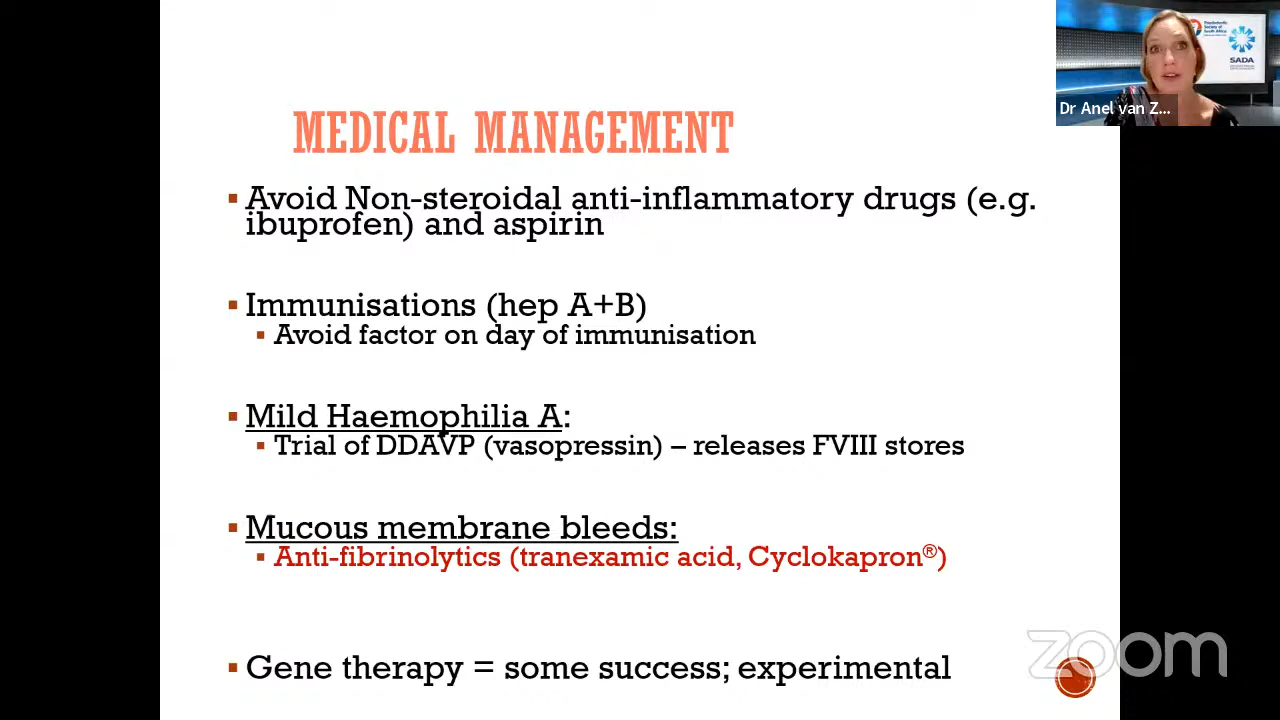 MEDICAL MANAGEMENT
▪ Avoid Non-steroidal anti-inflammatory drugs (e.g.
ibuprofen) and aspirin
▪ Immunisations (hep A+B)
▪ Avoid factor on day of immunisation
▪ Mild Haemophilia A:
▪ Trial of DDAVP (vasopressin) – releases FVIII stores
▪ Mucous membrane bleeds:
▪ Anti-fibrinolytics (tranexamic acid, Cyclokapron®)
▪ Gene therapy = some success; experimental
Dr Anel van Z...
SADA
zoom